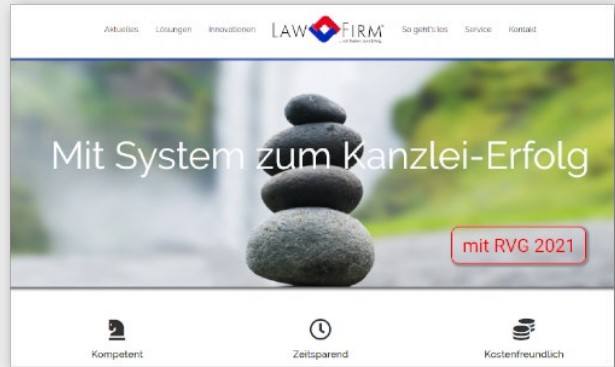 Aktuelles Lösungen Innovationen LAW FIRM® So geht's los Service Kontakt
Mit System zum Kanzlei-Erfolg
mit RVG 2021
Kompetent Zeitsparend Kostenfreundlich